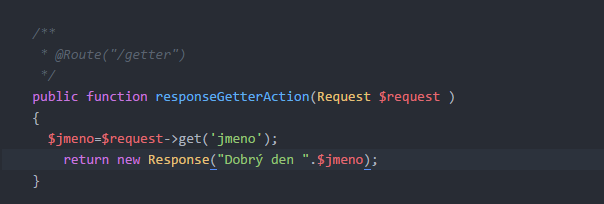 /**
* @Route("/getter")
*/
public function responseGetterAction(Request $request )
{
$jmeno=$request->get('jmeno');
return new Response("Dobrý den ".$jmeno);
}